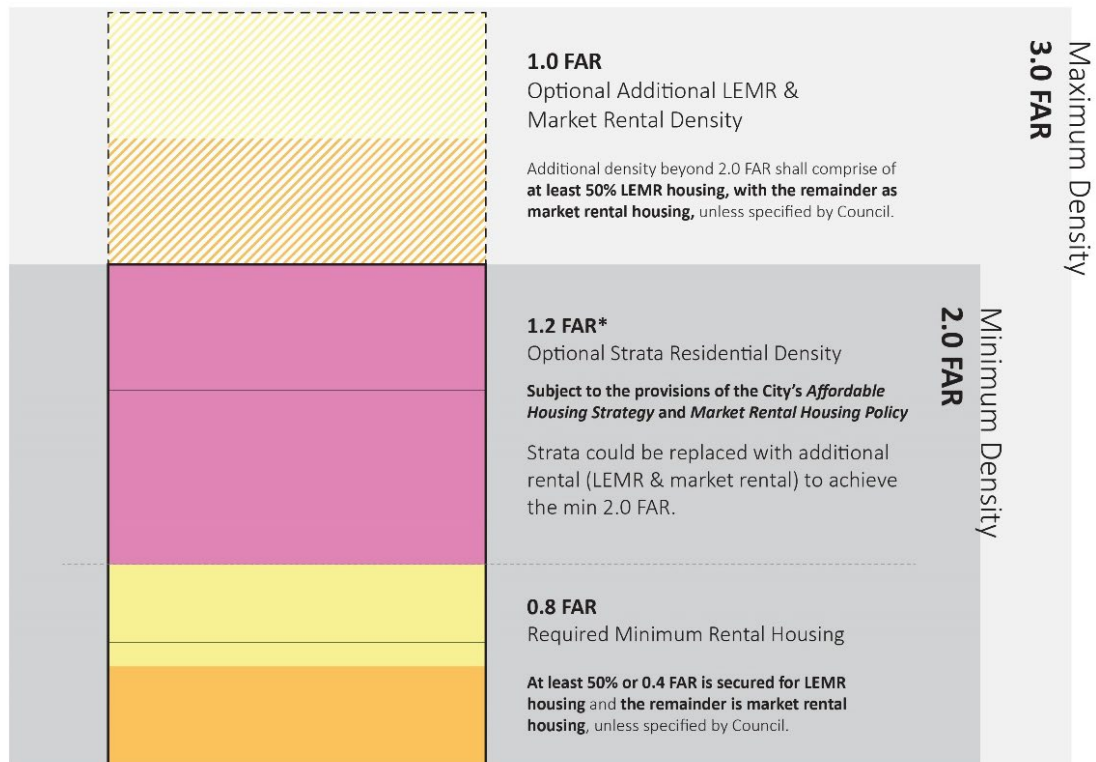 1.0 FAR
Optional Additional LEMR &
Market Rental Density
Additional density beyond 2.0 FAR shall comprise of
at least 50% LEMR housing, with the remainder as
market rental housing, unless specified by Council.
3.0 FAR
Maximum Density
1.2 FAR*
Optional Strata Residential Density
Subject to the provisions of the City's Affordable
Housing Strategy and Market Rental Housing Policy
Strata could be replaced with additional
rental (LEMR & market rental) to achieve
the min 2.0 FAR.
2.0 FAR
Minimum Density
0.8 FAR
Required Minimum Rental Housing
At least 50% or 0.4 FAR is secured for LEMR
housing and the remainder is market rental
housing, unless specified by Council.